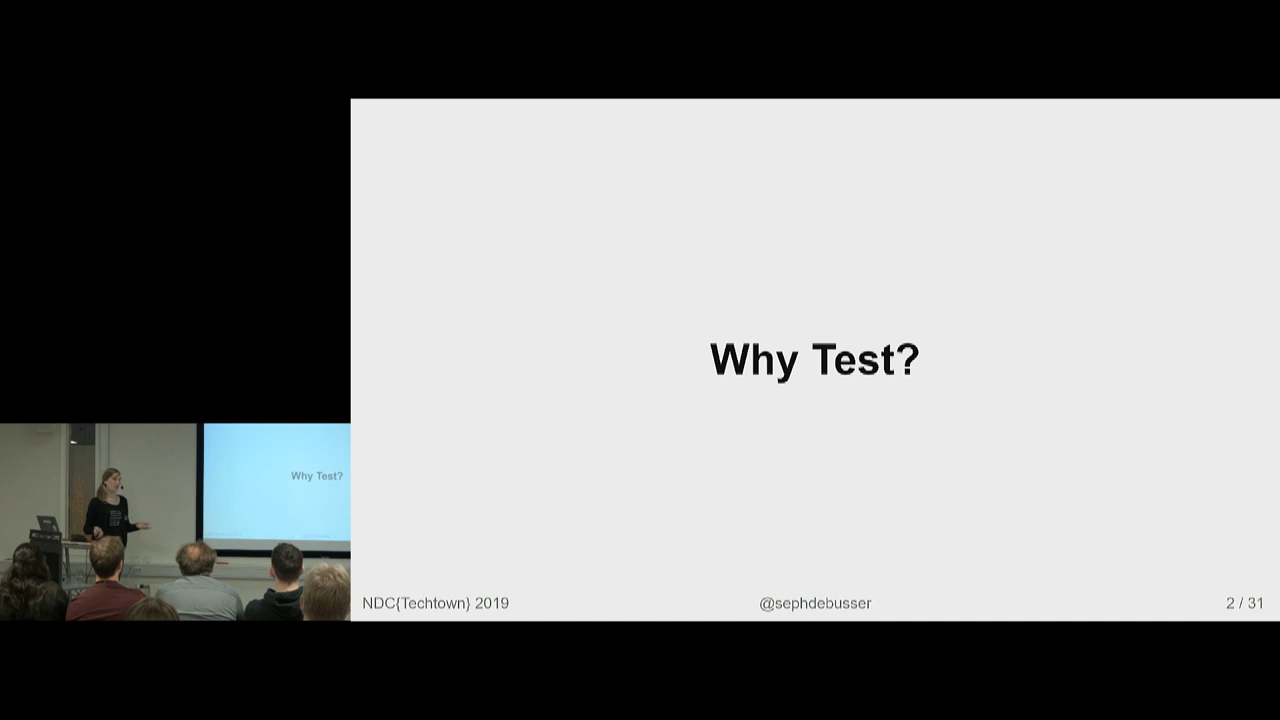 Why Test?
NDC{Techtown} 2019
@sephdebusser
2 / 31
Why Test?